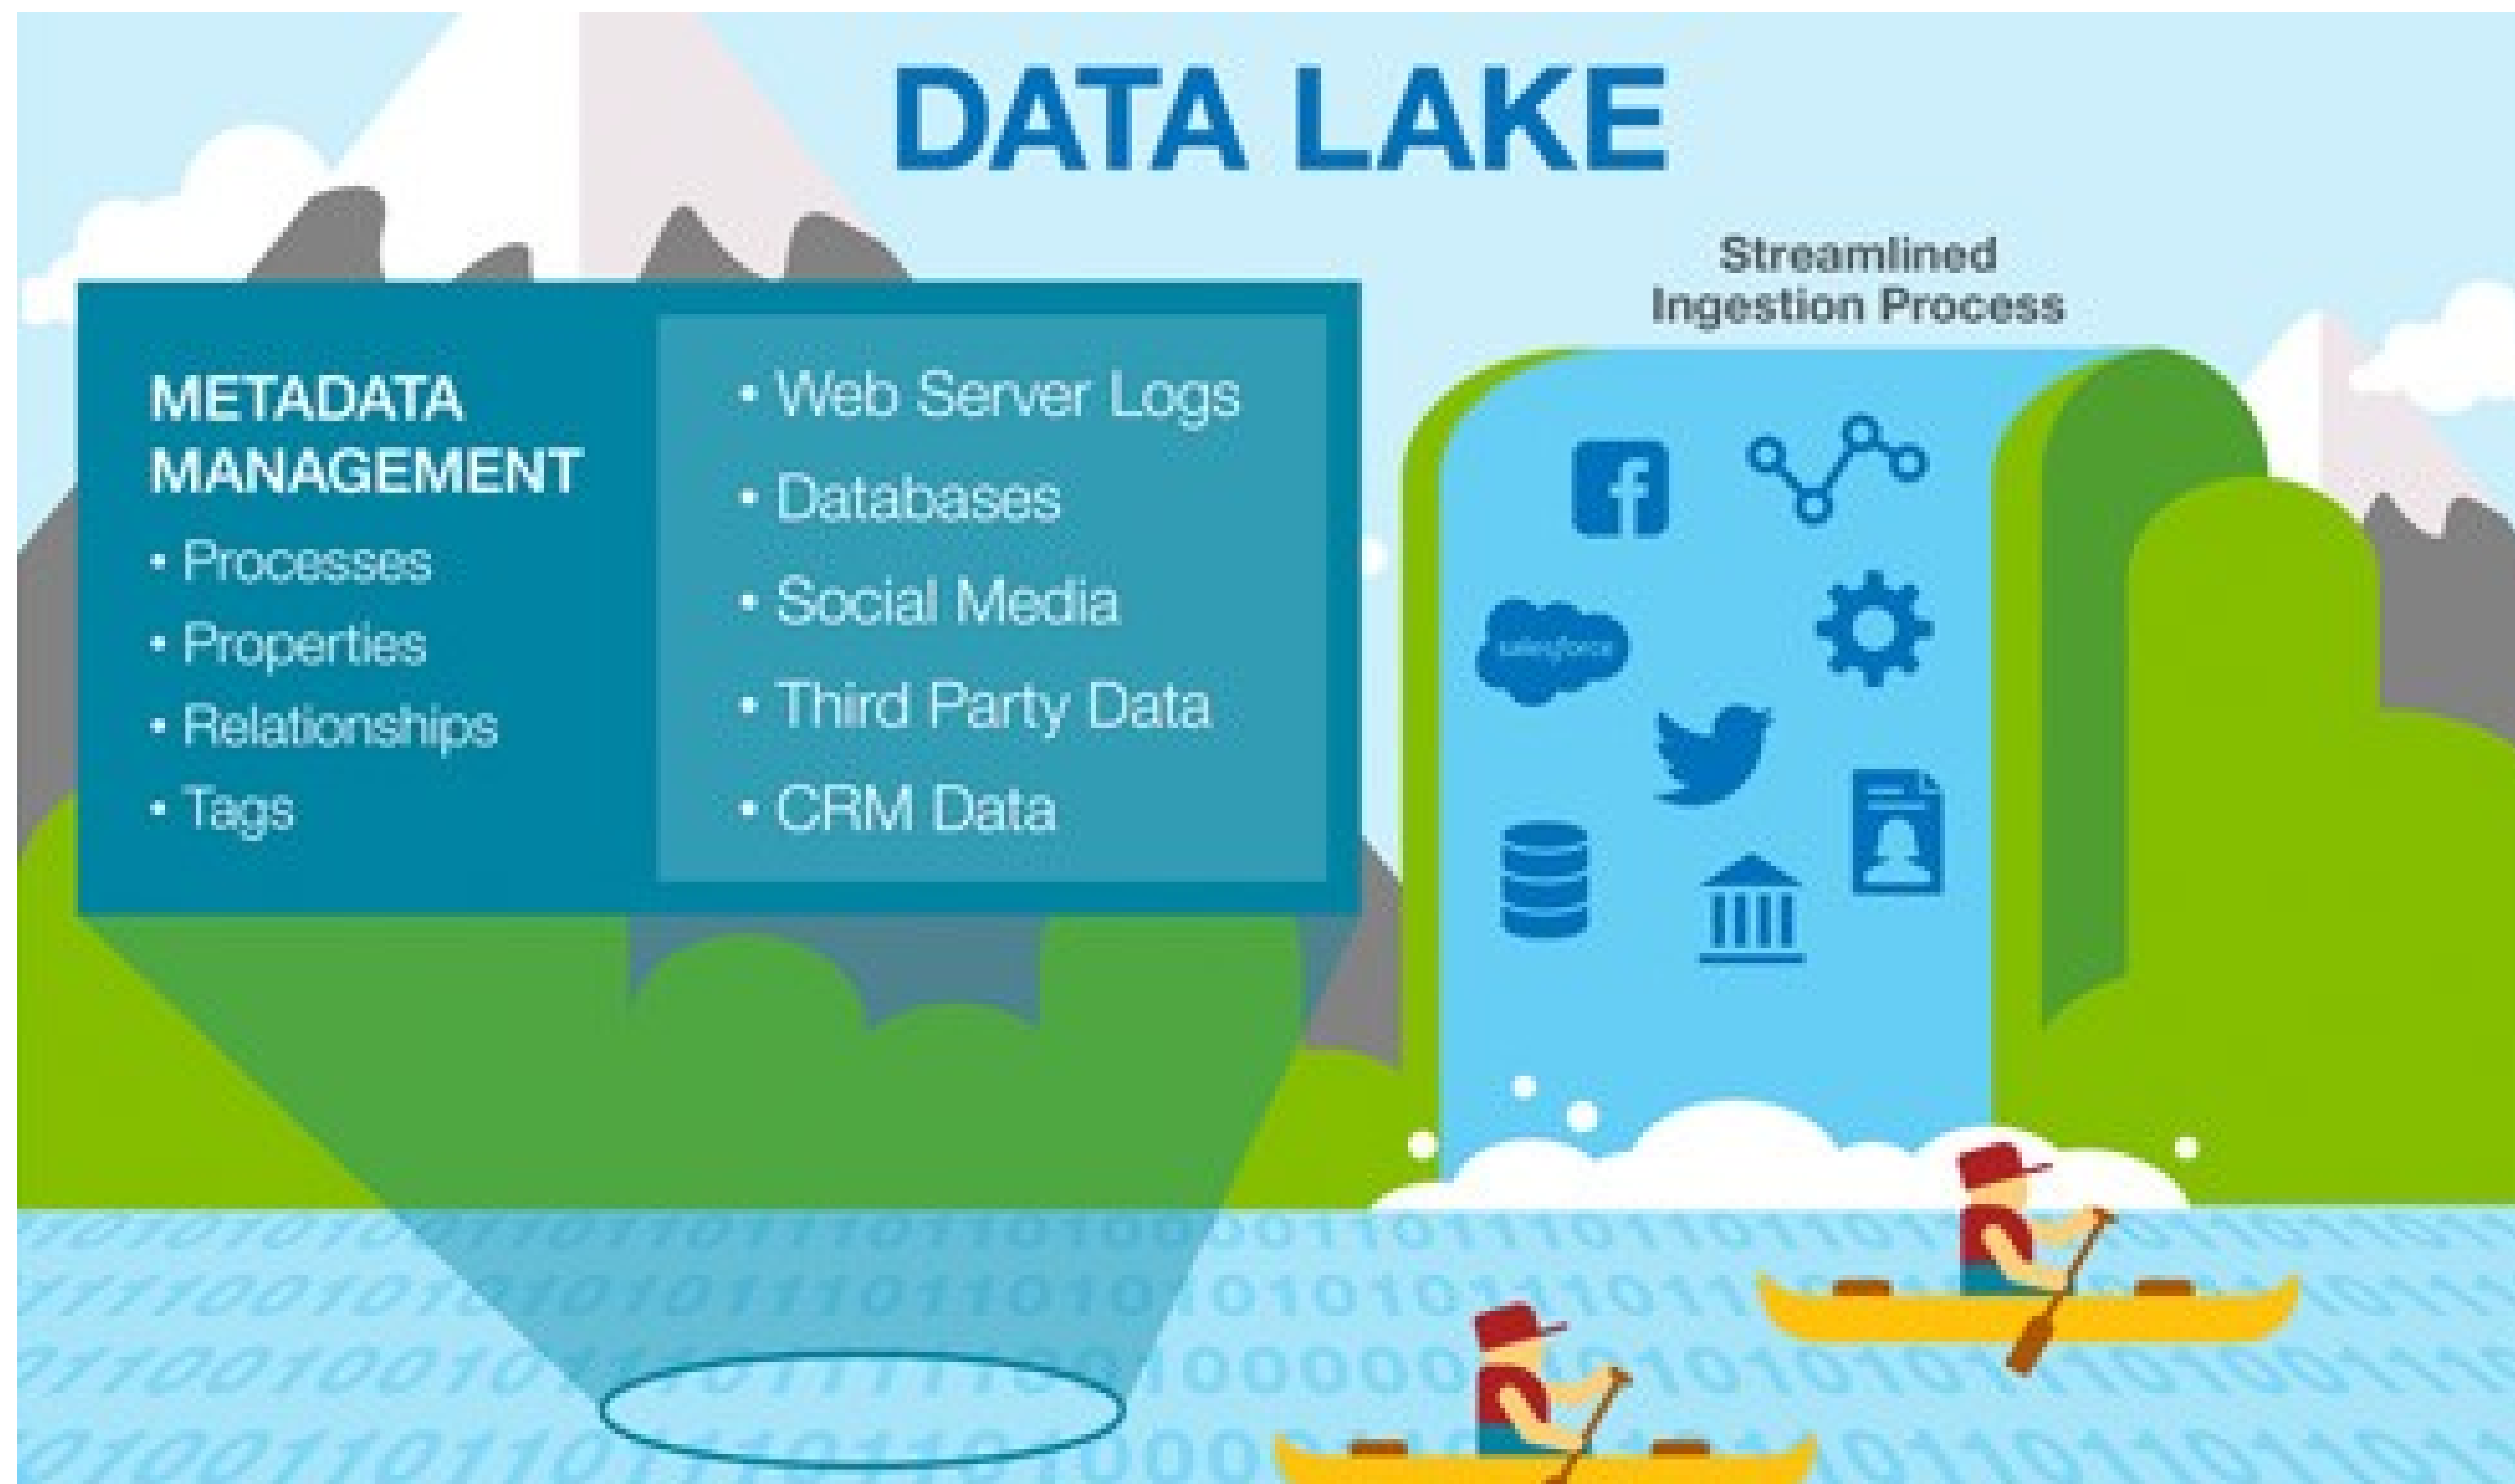 DATA LAKE
Streamlined
Ingestion Process
METADATA
MANAGEMENT
• Processes
• Properties
• Relationships
• Tags
• Web Server Logs
• Databases
• Social Media
• Third Party Data
• CRM Data
salesforce